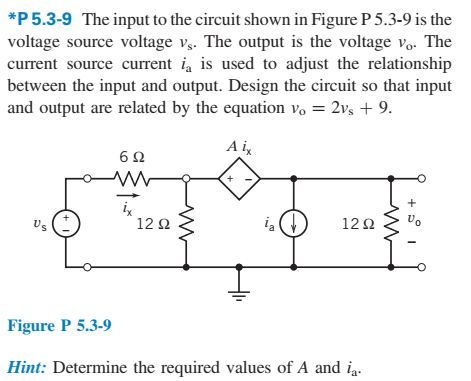 *P 5.3-9 The input to the circuit shown in Figure P 5.3-9 is the
voltage source voltage vs. The output is the voltage vo. The
current source current ia is used to adjust the relationship
between the input and output. Design the circuit so that input
and output are related by the equation vo = 2vs + 9.
A ix
6 Ω
+ −
ix
vs
+
−
12 Ω
ia
12 Ω
+
vo
−
Figure P 5.3-9
Hint: Determine the required values of A and ia.